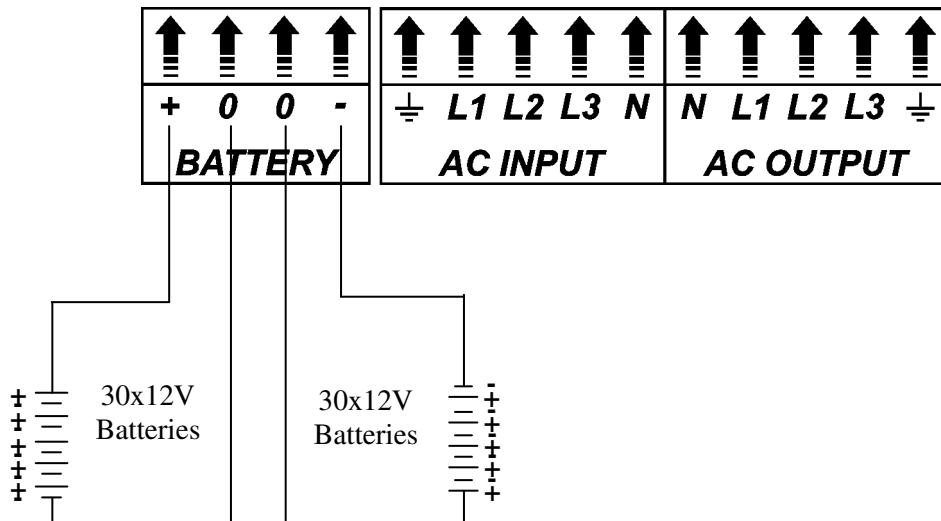 + 0 0 - ⏚ L1 L2 L3 N N L1 L2 L3 ⏚
BATTERY AC INPUT AC OUTPUT
30x12V
Batteries
30x12V
Batteries
+
+
+
+
+
-
+
-
+
-
+
-
+
-
+